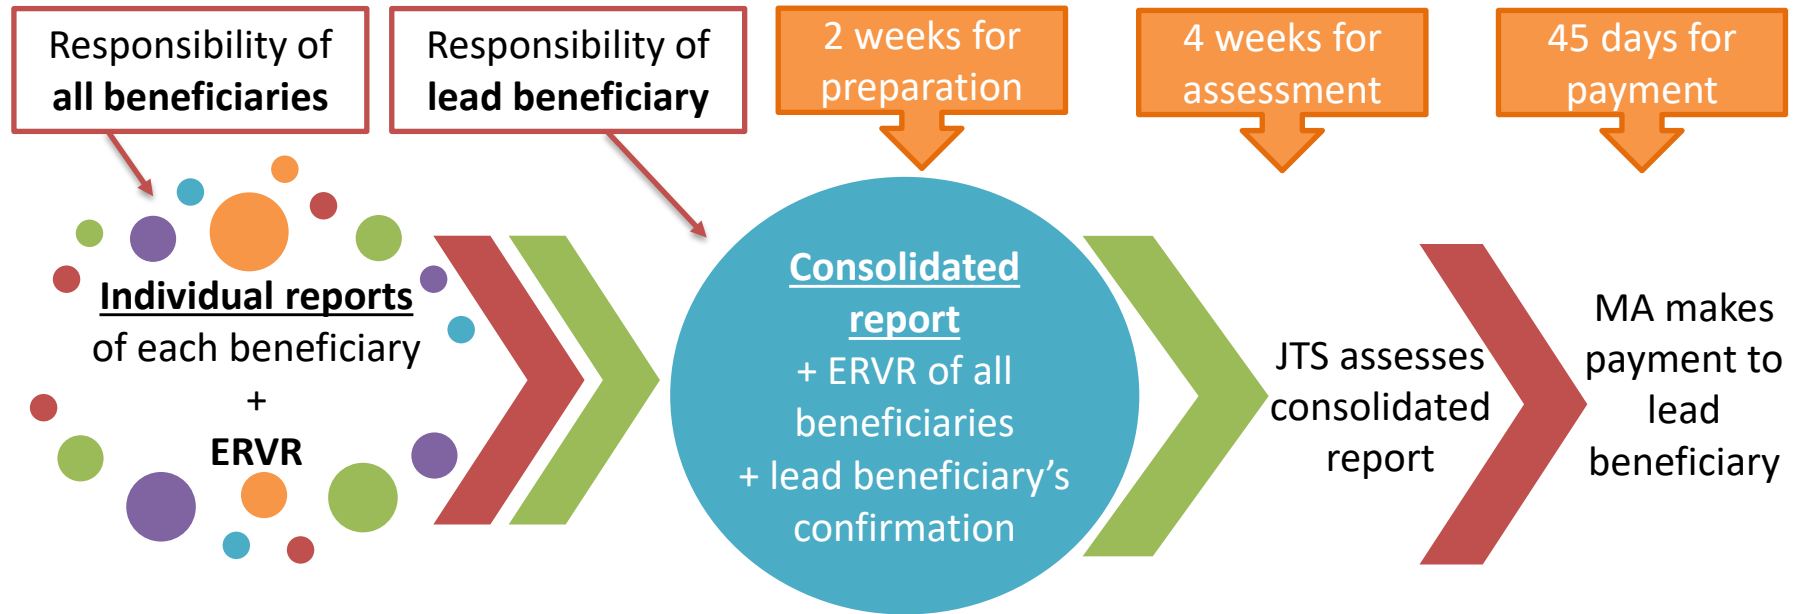 Responsibility of
all beneficiaries
Responsibility of
lead beneficiary
2 weeks for
preparation
4 weeks for
assessment
45 days for
payment
Individual reports
of each beneficiary
+
ERVR
Consolidated
report
+ ERVR of all
beneficiaries
+ lead beneficiary’s
confirmation
JTS assesses
consolidated
report
MA makes
payment to
lead
beneficiary